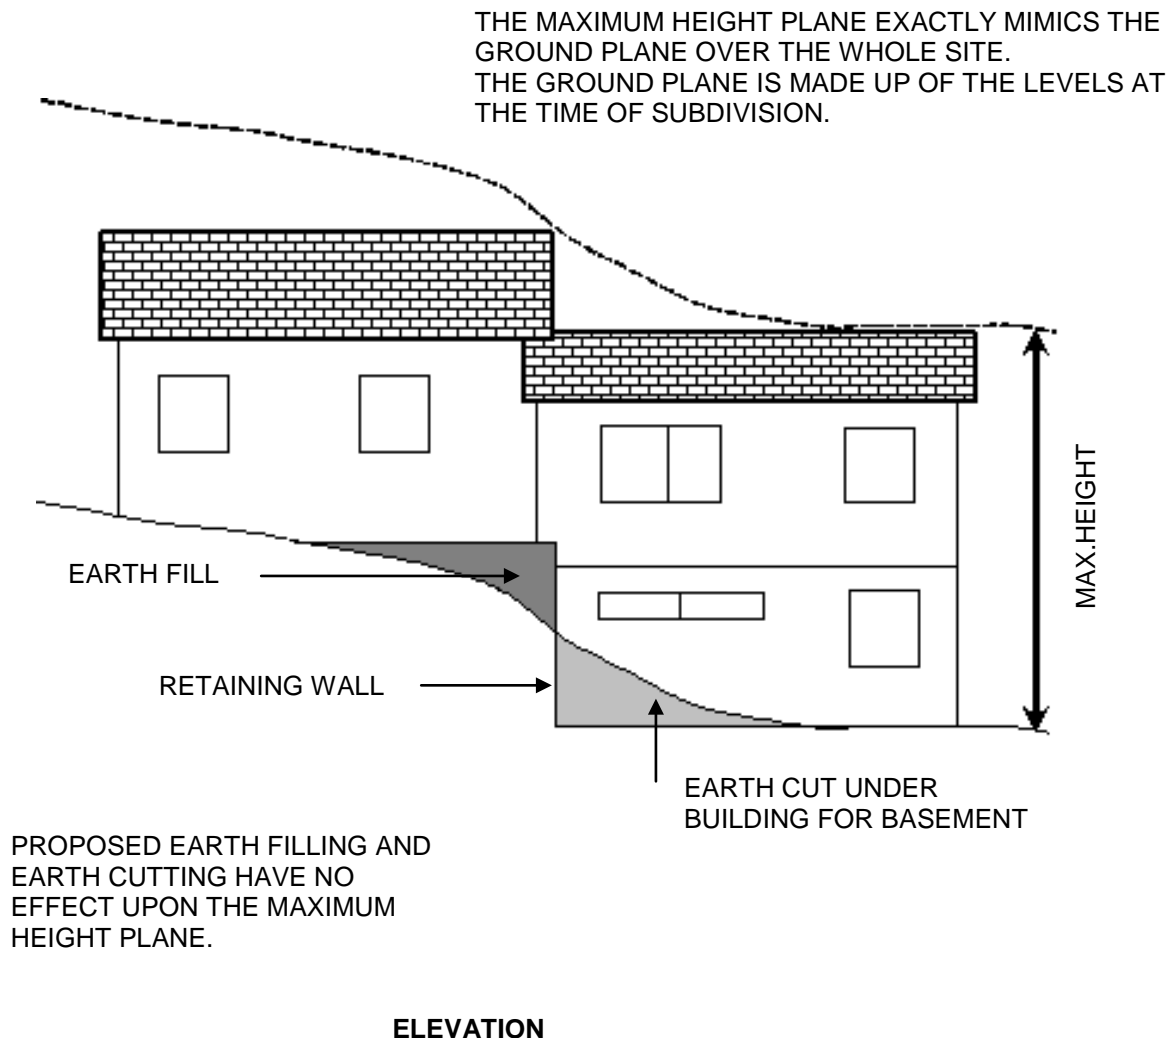 THE MAXIMUM HEIGHT PLANE EXACTLY MIMICS THE
GROUND PLANE OVER THE WHOLE SITE.
THE GROUND PLANE IS MADE UP OF THE LEVELS AT
THE TIME OF SUBDIVISION.
MAX.HEIGHT
EARTH FILL
RETAINING WALL
EARTH CUT UNDER
BUILDING FOR BASEMENT
PROPOSED EARTH FILLING AND
EARTH CUTTING HAVE NO
EFFECT UPON THE MAXIMUM
HEIGHT PLANE.
ELEVATION